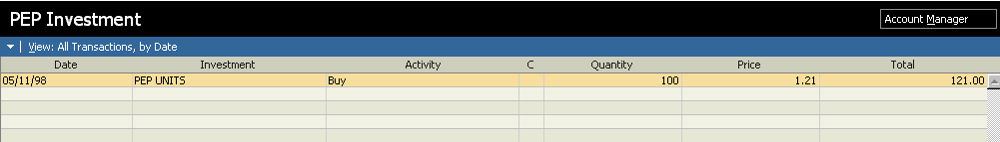 PEP Investment
Account Manager
View: All Transactions, by Date
Date Investment Activity C Quantity Price Total
05/11/98 PEP UNITS Buy 100 1.21 121.00